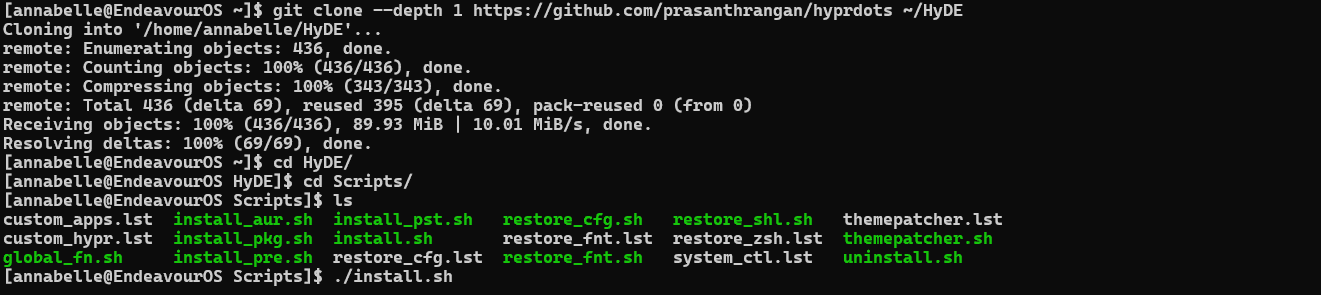 [annabelle@EndeavourOS ~]$ git clone --depth 1 https://github.com/prasanthrangan/hyprdots ~/HyDE
Cloning into '/home/annabelle/HyDE'...
remote: Enumerating objects: 436, done.
remote: Counting objects: 100% (436/436), done.
remote: Compressing objects: 100% (343/343), done.
remote: Total 436 (delta 69), reused 395 (delta 69), pack-reused 0 (from 0)
Receiving objects: 100% (436/436), 89.93 MiB | 10.01 MiB/s, done.
Resolving deltas: 100% (69/69), done.
[annabelle@EndeavourOS ~]$ cd HyDE/
[annabelle@EndeavourOS HyDE]$ cd Scripts/
[annabelle@EndeavourOS Scripts]$ ls
custom_apps.lst  install_aur.sh  install_pst.sh   restore_cfg.sh   restore_shl.sh   themepatcher.lst
custom_hypr.lst  install_pkg.sh  install.sh       restore_fnt.lst  restore_zsh.lst  themepatcher.sh
global_fn.sh     install_pre.sh  restore_cfg.lst  restore_fnt.sh   system_ctl.lst   uninstall.sh
[annabelle@EndeavourOS Scripts]$ ./install.sh